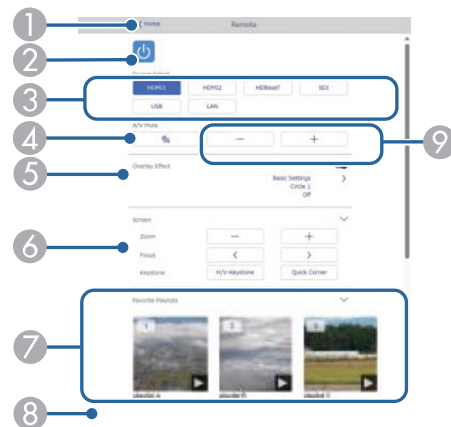 1
Home
Remote
2
Source Select
3
HDMI1 HDMI2 HDBaseT SDI
USB LAN
A/V Mute
4
− +
9
Overlay Effect
5
Basic Settings
Circle 1
Off
Screen
Zoom − +
6
Focus
Keystone H/V-Keystone Quick Corner
Favorite Playlists
1 2 3
7
8